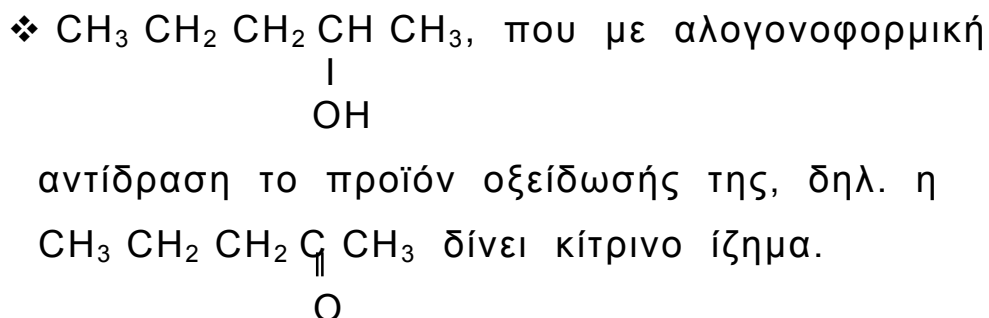 ❖ CH₃ CH₂ CH₂ CH CH₃, που με αλογονοφορμική
|
OH
αντίδραση το προϊόν οξείδωσής της, δηλ. η
CH₃ CH₂ CH₂ C CH₃ δίνει κίτρινο ίζημα.
||
O